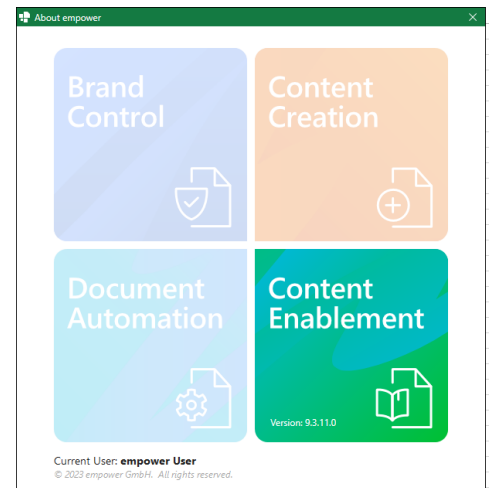 About empower
Brand
Control
Content
Creation
Document
Automation
Content
Enablement
Version: 9.3.11.0
Current User: empower User
© 2023 empower GmbH. All rights reserved.